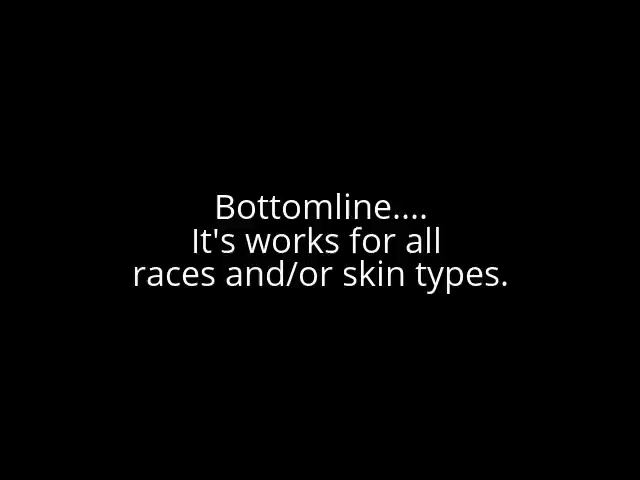 Bottomline....
It's works for all
races and/or skin types.